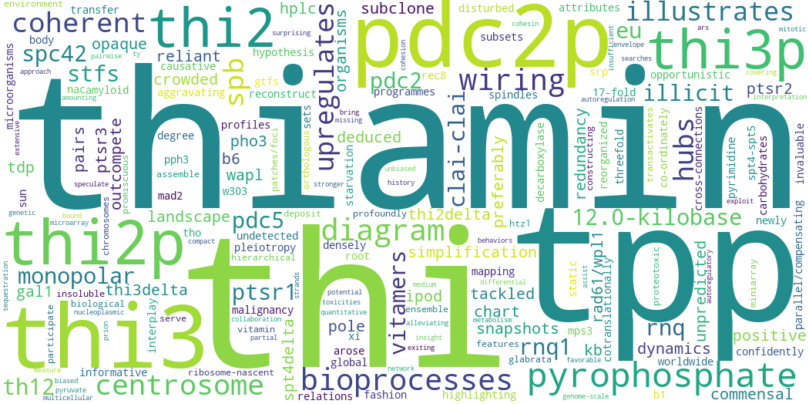 environment
transfer
coherent
thi2
hplc
subclone
disturbed
attributes
illustrates
cohesin
mitotic
pdc2p
body
opaque
surprising
spc42
reliant
hypothesis
causative
stfs
crowded
gtfs
nacamyloid
aggravating
reconstruct
microorganisms
spb
upregulates
organisms
subsets
pdc2
cohesion
rec8
srp
wiring
insufficient
eu
ars
envelope
searches
thi3p
pairwise
ty
approach
programmes
spindles
17-fold
opportunistic
ptsr2
autoregulation
covering
interpretation
amounting
missing
bring
illicit
thiamin
extensive
pairs
ptsr3
outcompete
degree
profiles
b6
sets
orthologous
starvation
deduced
clai-clai
preferably
decarboxylase
redundancy
constructing
reorganized
threefold
transactivates
co-ordinately
hubs
cross-connections
pyrimidine
spt4-spt5
carbohydrates
invaluable
tdp
sun
speculate
chromosomes
promiscuous
pph3
assemble
mad2
pho3
wapl
w303
unbiased
stronger
history
exploit
genetic
bound
microarray
landscape
pdc5
deposit
profoundly
thi2delta
behaviors
htz1
12.0-kilobase
newly
thi2p
tho
compact
undetected
pleiotropy
hierarchical
diagram
simplification
densely
root
thi
tpp
static
assist
rad61/wpl1
cotranslationally
proteotoxic
unpredicted
autoregulatory
miniarray
parallel/compensating
monopolar
gal1
insoluble
thi3delta
ptsr1
vitamers
ipod
mapping
differential
tackled
chart
sequestration
biological
nucleoplasmic
participate
interplay
malignancy
potential
toxicities
quantitative
medium
ensemble
alleviating
metabolism
snapshots
features
mps3
kbt
rnq
positive
dynamics
thi3
serve
collaboration
strands
vitamin
partial
pole
xi
arose
global
insight
exiting
rnq1
glabrata
favorable
worldwide
confidently
prion
measure
informative
ribosome-nascent
spt4delta
bioprocesses
network
pyrophosphate
th12
biased
pyruvate
multicellular
centrosome
relations
fashion
highlighting
genome-scale
b1
commensal